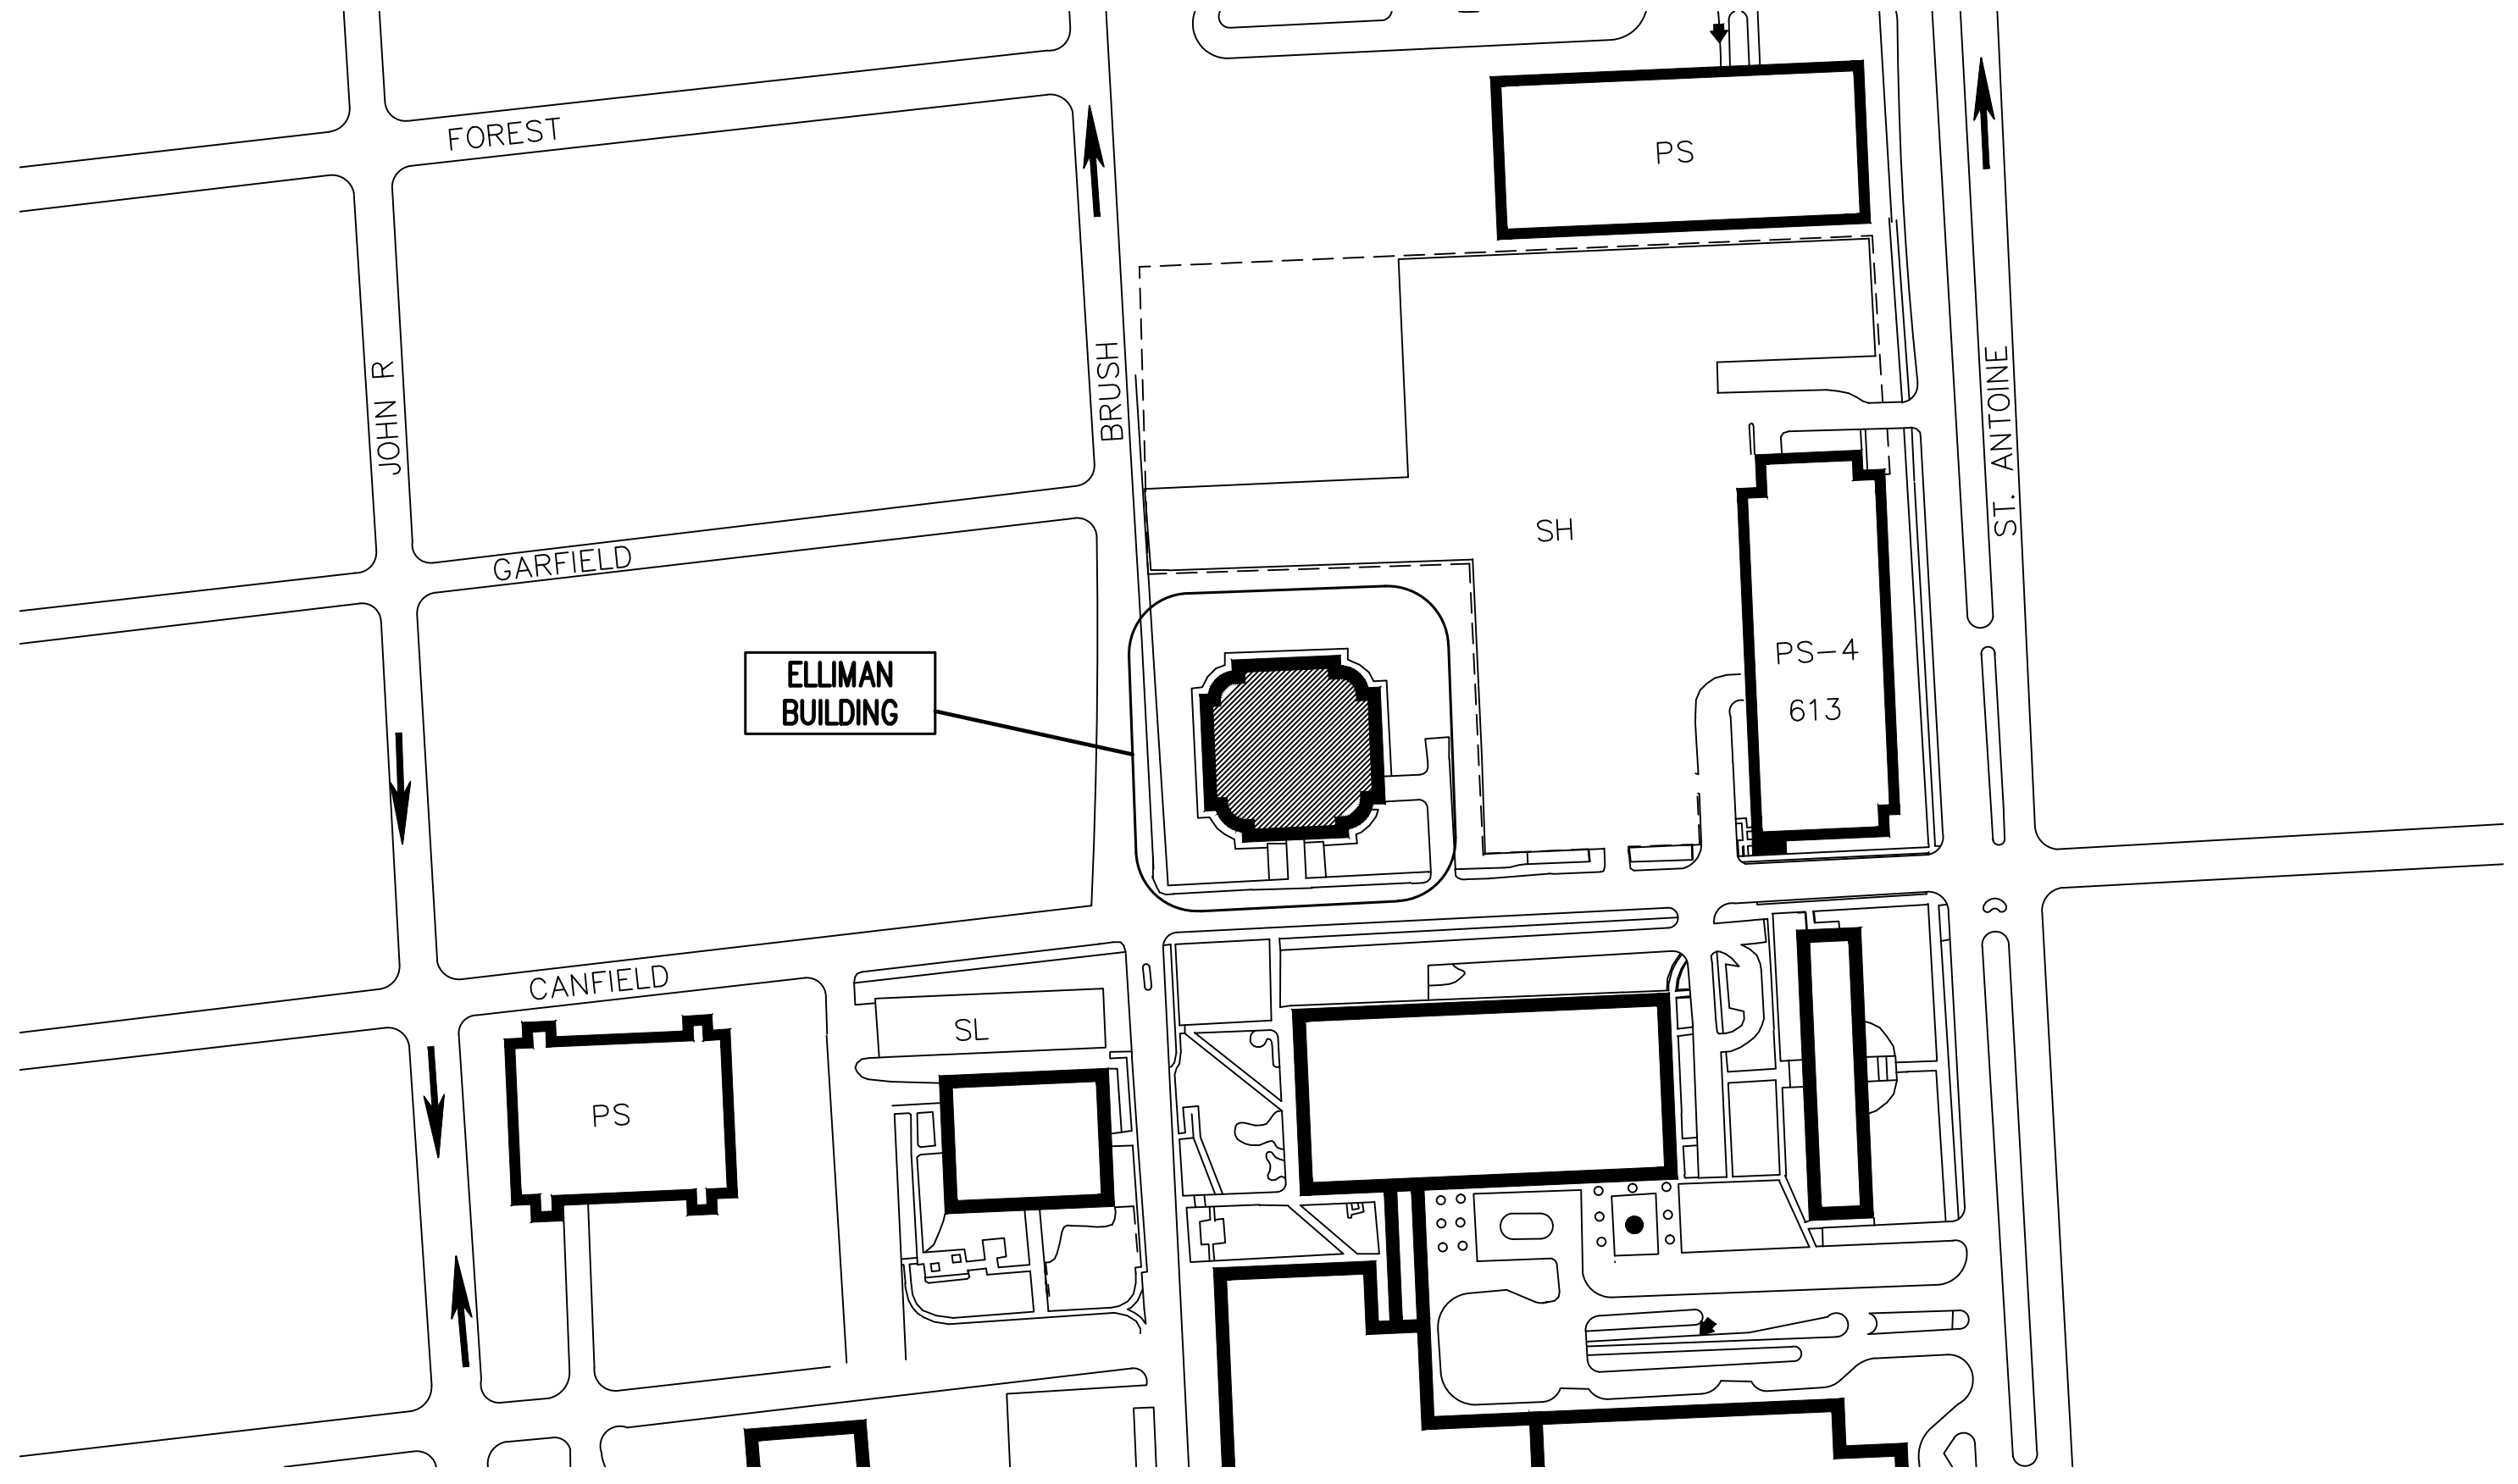 FOREST
PS
JOHN R
BRUSH
ST. ANTOINE
SH
GARFIELD
ELLIMAN
BUILDING
PS-4
613
CANFIELD
SL
PS